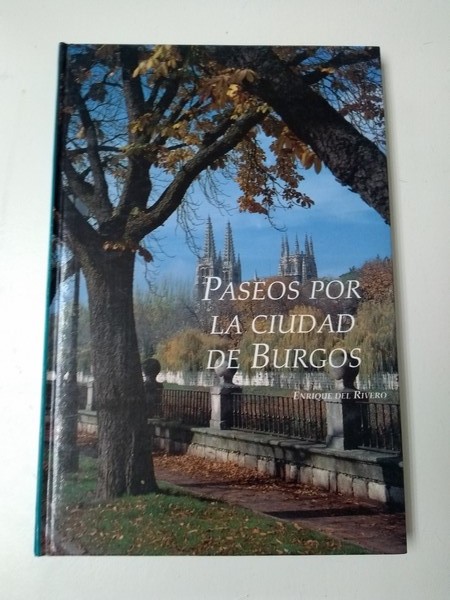 PASEOS POR
LA CIUDAD
DE BURGOS
ENRIQUE DEL RIVERO